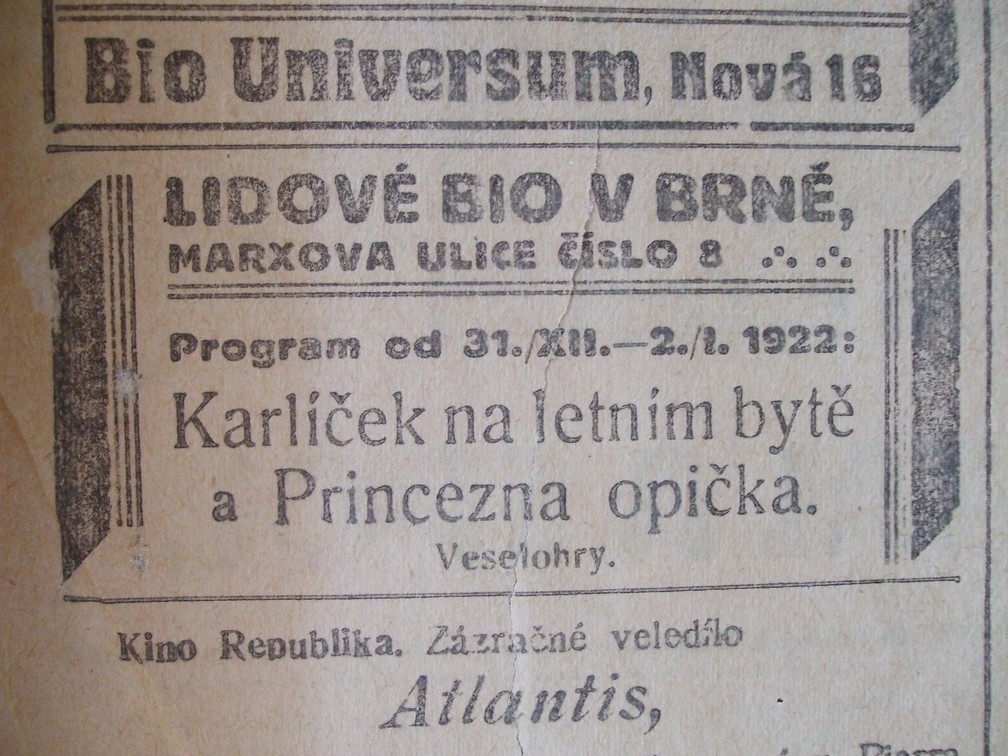 Bio Universum, Nová 16
LIDOVÉ BIO V BRNĚ,
MARXOVA ULICE ČÍSLO 8
Program od 31./XII.—2./I. 1922:
Karlíček na letním bytě
a Princezna opička.
Veselohry.
Kino Republika. Zázračné veledílo
Atlantis,